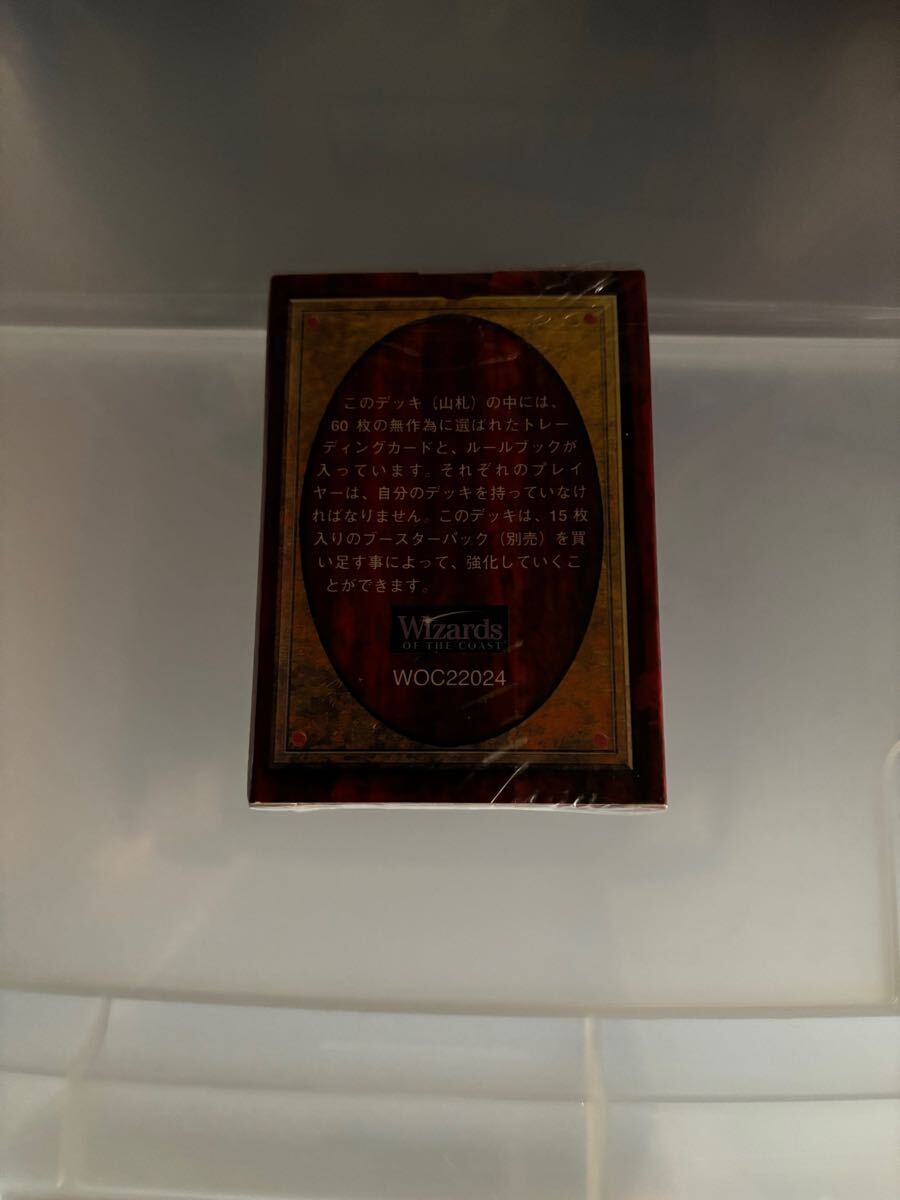 このデッキ（山札）の中には、
60 枚の無作為に選ばれたトレー
ディングカードと、ルールブックが
入っています。それぞれのプレイ
ヤーは、自分のデッキを持っていなけ
ればなりません。このデッキは、15 枚
入りのブースターパック（別売）を買
い足す事によって、強化していくこ
とができます。
Wizards
OF THE COAST
WOC22024